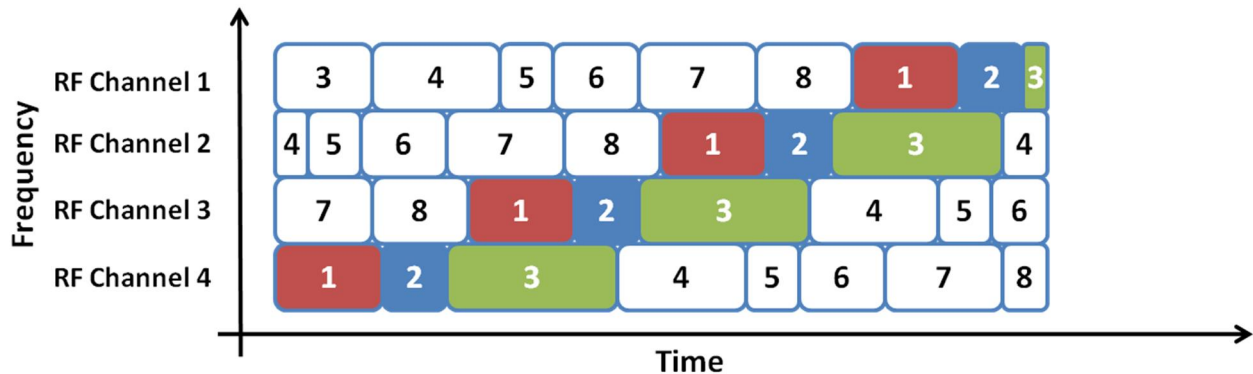 RF Channel 1 3 4 5 6 7 8 1 2 3
RF Channel 2 4 5 6 7 8 1 2 3 4
RF Channel 3 7 8 1 2 3 4 5 6
RF Channel 4 1 2 3 4 5 6 7 8
Frequency
Time